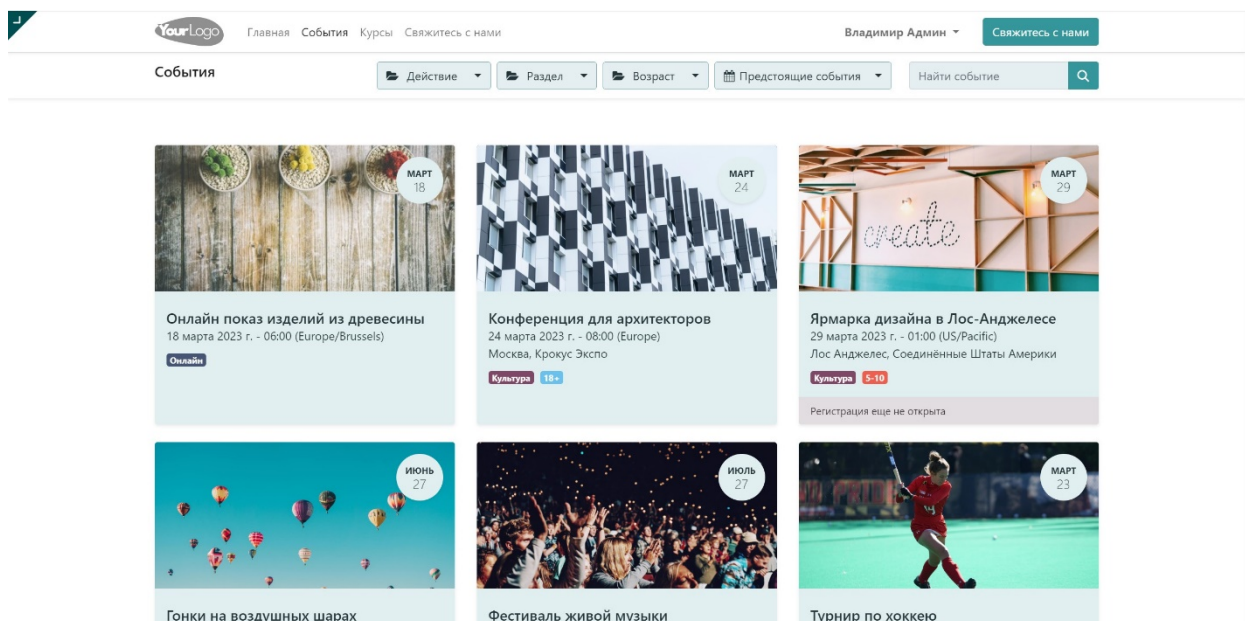 YourLogo
Главная События Курсы Свяжитесь с нами
Владимир Админ
Свяжитесь с нами
События
Действие
Раздел
Возраст
Предстоящие события
Найти событие
МАРТ
18
МАРТ
24
create
МАРТ
29
Онлайн показ изделий из древесины
18 марта 2023 г. - 06:00 (Europe/Brussels)
Онлайн
Конференция для архитекторов
24 марта 2023 г. - 08:00 (Europe)
Москва, Крокус Экспо
Культура 18+
Ярмарка дизайна в Лос-Анджелесе
29 марта 2023 г. - 01:00 (US/Pacific)
Лос Анджелес, Соединённые Штаты Америки
Культура 5-10
Регистрация еще не открыта
ИЮНЬ
27
ИЮЛЬ
27
PRIDE
МАРТ
23
Гонки на воздушных шарах
Фестиваль живой музыки
Турнир по хоккею